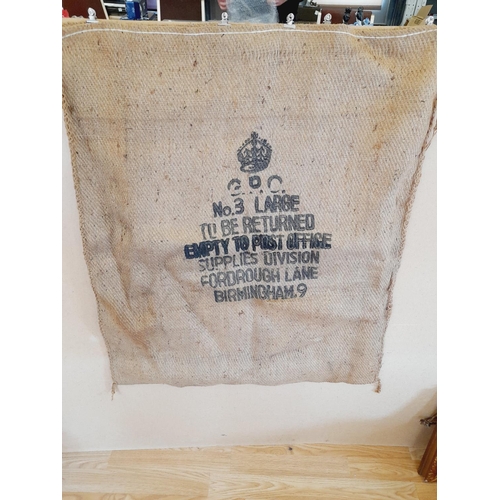 G.P.O.
No.3 LARGE
TO BE RETURNED
EMPTY TO POST OFFICE
SUPPLIES DIVISION
FORDROUGH LANE
BIRMINGHAM.9